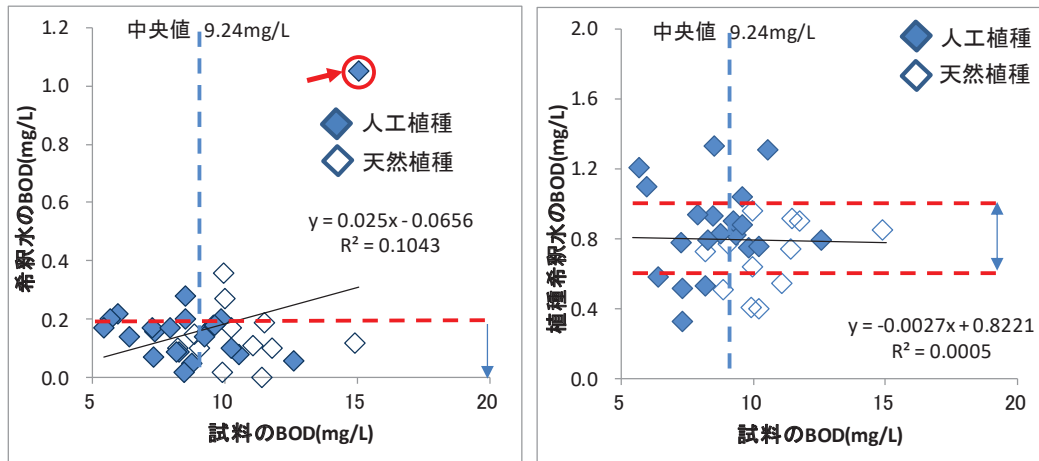 中央値 9.24mg/L
1.2
1.0
0.8
0.6
0.4
0.2
0.0
希釈水のBOD(mg/L)
人工植種
天然植種
y = 0.025x - 0.0656
R² = 0.1043
5 10 15 20
試料のBOD(mg/L)
中央値 9.24mg/L
2.0
1.6
1.2
0.8
0.4
0.0
植種希釈水のBOD(mg/L)
人工植種
天然植種
y = -0.0027x + 0.8221
R² = 0.0005
5 10 15 20
試料のBOD(mg/L)